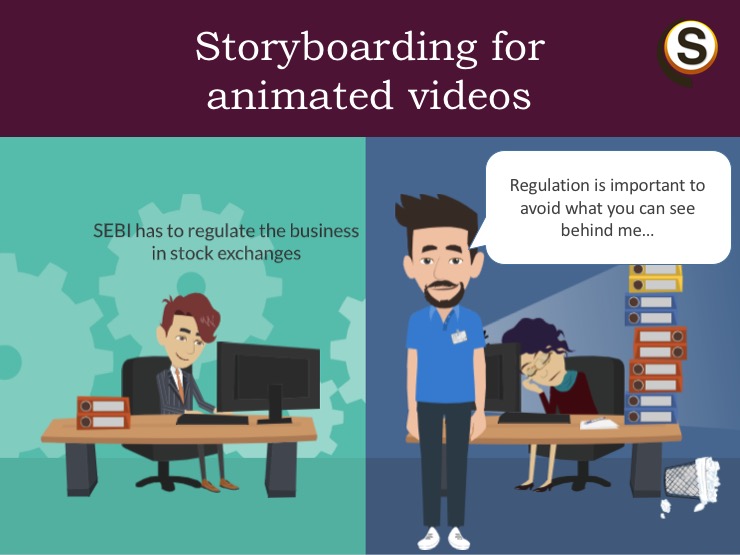 Storyboarding for
animated videos
S
SEBI has to regulate the business
in stock exchanges
Regulation is important to
avoid what you can see
behind me...